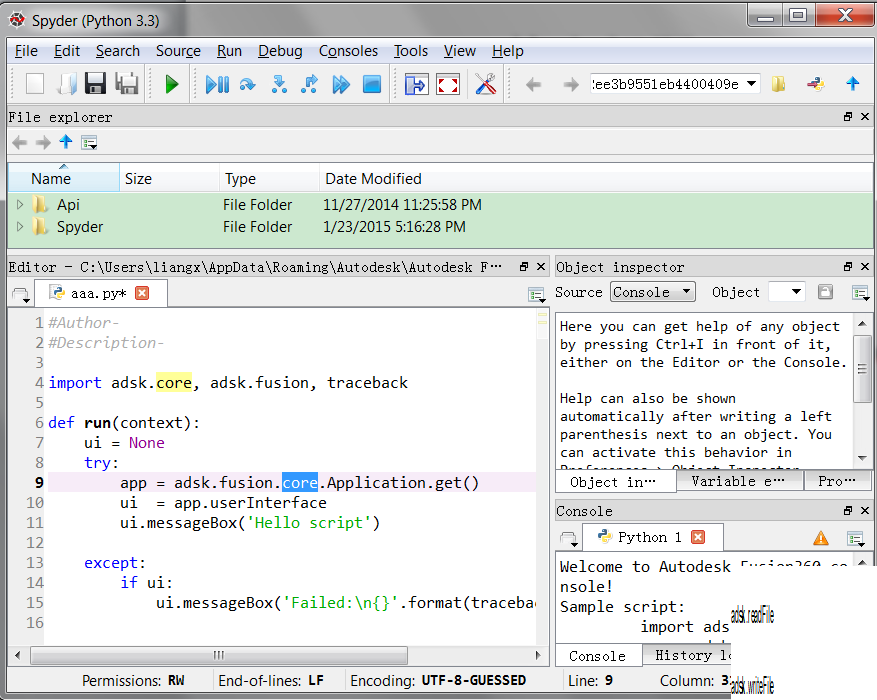 Spyder (Python 3.3)
File Edit Search Source Run Debug Consoles Tools View Help
:ee3b9551eb4400409e
File explorer
Name Size Type Date Modified
Api File Folder 11/27/2014 11:25:58 PM
Spyder File Folder 1/23/2015 5:16:28 PM
Editor - C:\Users\liangx\AppData\Roaming\Autodesk\Autodesk F···
aaa.py*
1 #Author-
2 #Description-
3
4 import adsk.core, adsk.fusion, traceback
5
6 def run(context):
7 ui = None
8 try:
9 app = adsk.fusion.core.Application.get()
10 ui  = app.userInterface
11 ui.messageBox('Hello script')
12
13 except:
14 if ui:
15 ui.messageBox('Failed:\n{}'.format(traceba
16
Object inspector
Source Console Object
Here you can get help of any object
by pressing Ctrl+I in front of it,
either on the Editor or the Console.
Help can also be shown
automatically after writing a left
parenthesis next to an object. You
can activate this behavior in
Preferences > Object Inspector.
Object in··· Variable e··· Pro···
Console
Python 1
Welcome to Autodesk Fusion360 co
nsole!
Sample script:
import ads
adsk.readFile
adsk.writeFile
Console History lo
Permissions: RW End-of-lines: LF Encoding: UTF-8-GUESSED Line: 9 Column: 3